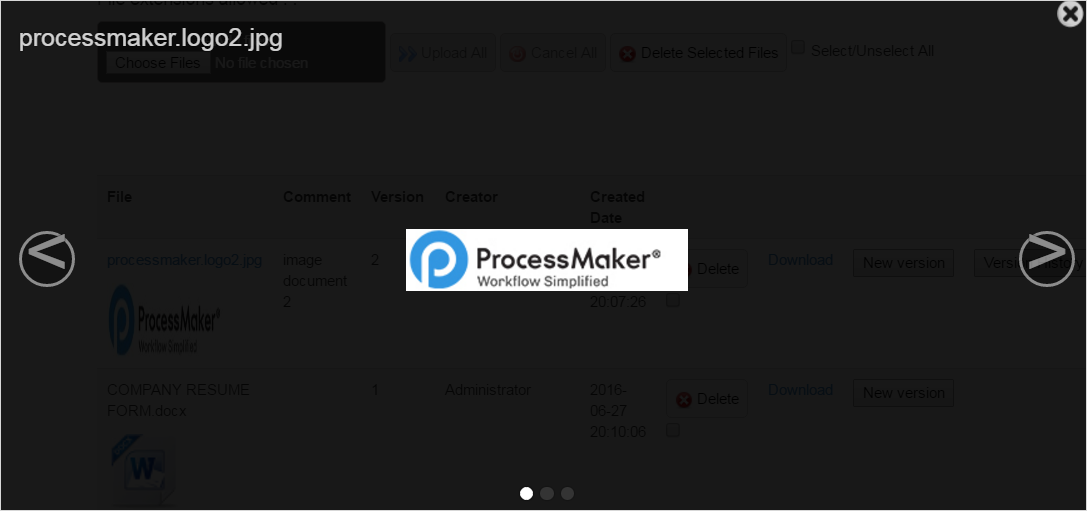 File extensions allowed : *.*
processmaker.logo2.jpg
Choose Files No file chosen
Upload All
Cancel All
Delete Selected Files
Select/Unselect All
File Comment Version Creator Created
Date
<
ProcessMaker®
Workflow Simplified
>
processmaker.logo2.jpg image
document
2
2
20:07:26
Delete
Download
New version
Version History
ProcessMaker®
Workflow Simplified
COMPANY RESUME
FORM.docx
1
Administrator
2016-
06-27
20:10:06
Delete
Download
New version
W